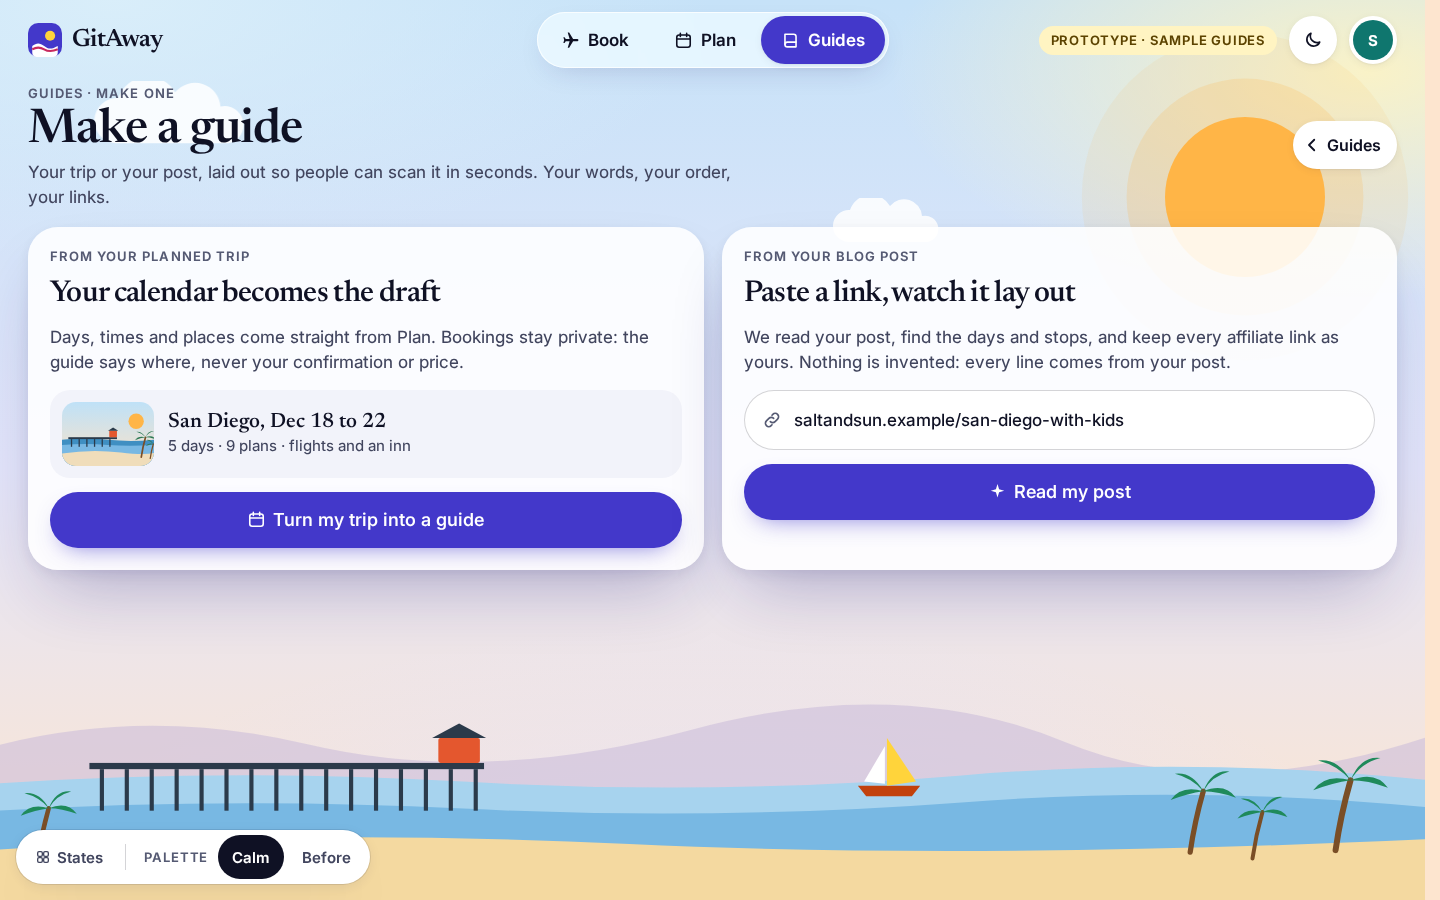 GitAway
Book
Plan
Guides
PROTOTYPE · SAMPLE GUIDES
S
GUIDES · MAKE ONE
Make a guide
Guides
Your trip or your post, laid out so people can scan it in seconds. Your words, your order,
your links.
FROM YOUR PLANNED TRIP
Your calendar becomes the draft
Days, times and places come straight from Plan. Bookings stay private: the
guide says where, never your confirmation or price.
San Diego, Dec 18 to 22
5 days · 9 plans · flights and an inn
Turn my trip into a guide
FROM YOUR BLOG POST
Paste a link, watch it lay out
We read your post, find the days and stops, and keep every affiliate link as
yours. Nothing is invented: every line comes from your post.
saltandsun.example/san-diego-with-kids
Read my post
States
PALETTE
Calm
Before